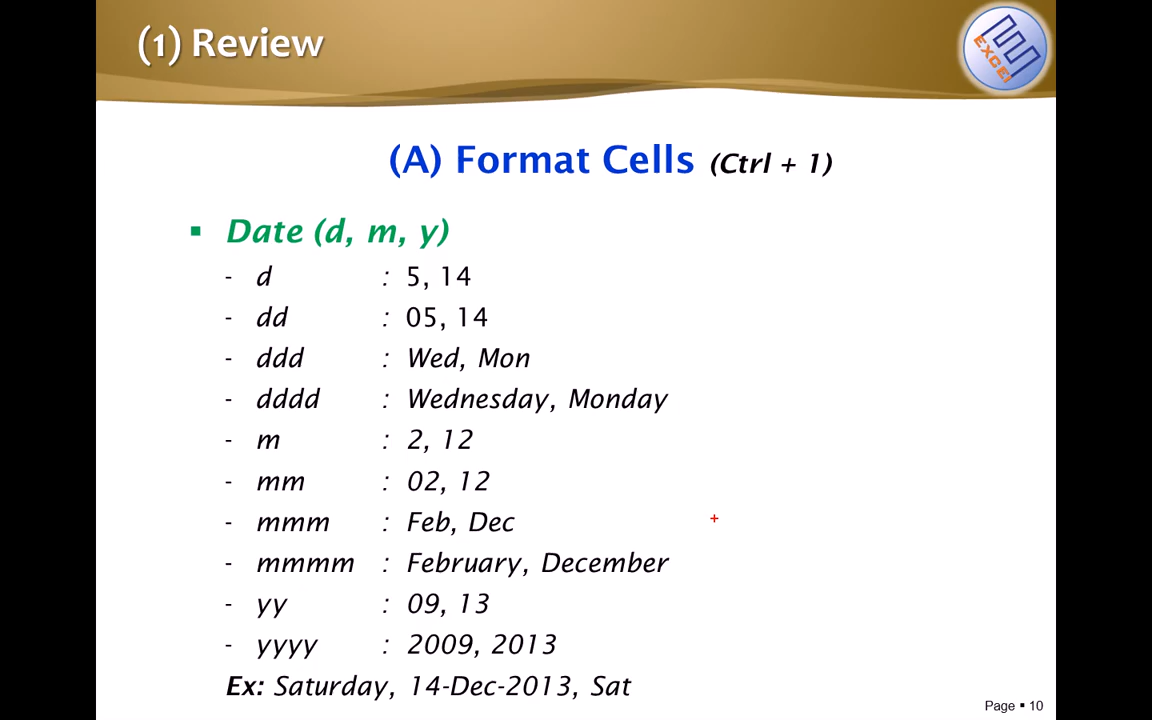 (1) Review
EXCEl
(A) Format Cells (Ctrl + 1)
▪ Date (d, m, y)
- d : 5, 14
- dd : 05, 14
- ddd : Wed, Mon
- dddd : Wednesday, Monday
- m : 2, 12
- mm : 02, 12
- mmm : Feb, Dec
- mmmm : February, December
- yy : 09, 13
- yyyy : 2009, 2013
Ex: Saturday, 14-Dec-2013, Sat
Page ▪ 10